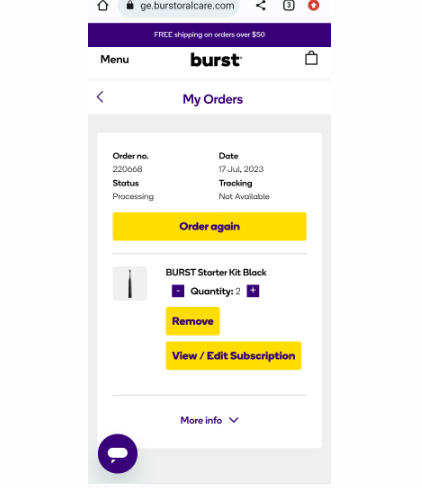 ge.burstoralcare.com 3
FREE shipping on orders over $50
Menu burst
My Orders
Order no. Date
220668 17 Jul, 2023
Status Tracking
Processing Not Available
Order again
BURST Starter Kit Black
- Quantity: 2 +
Remove
View / Edit Subscription
More info